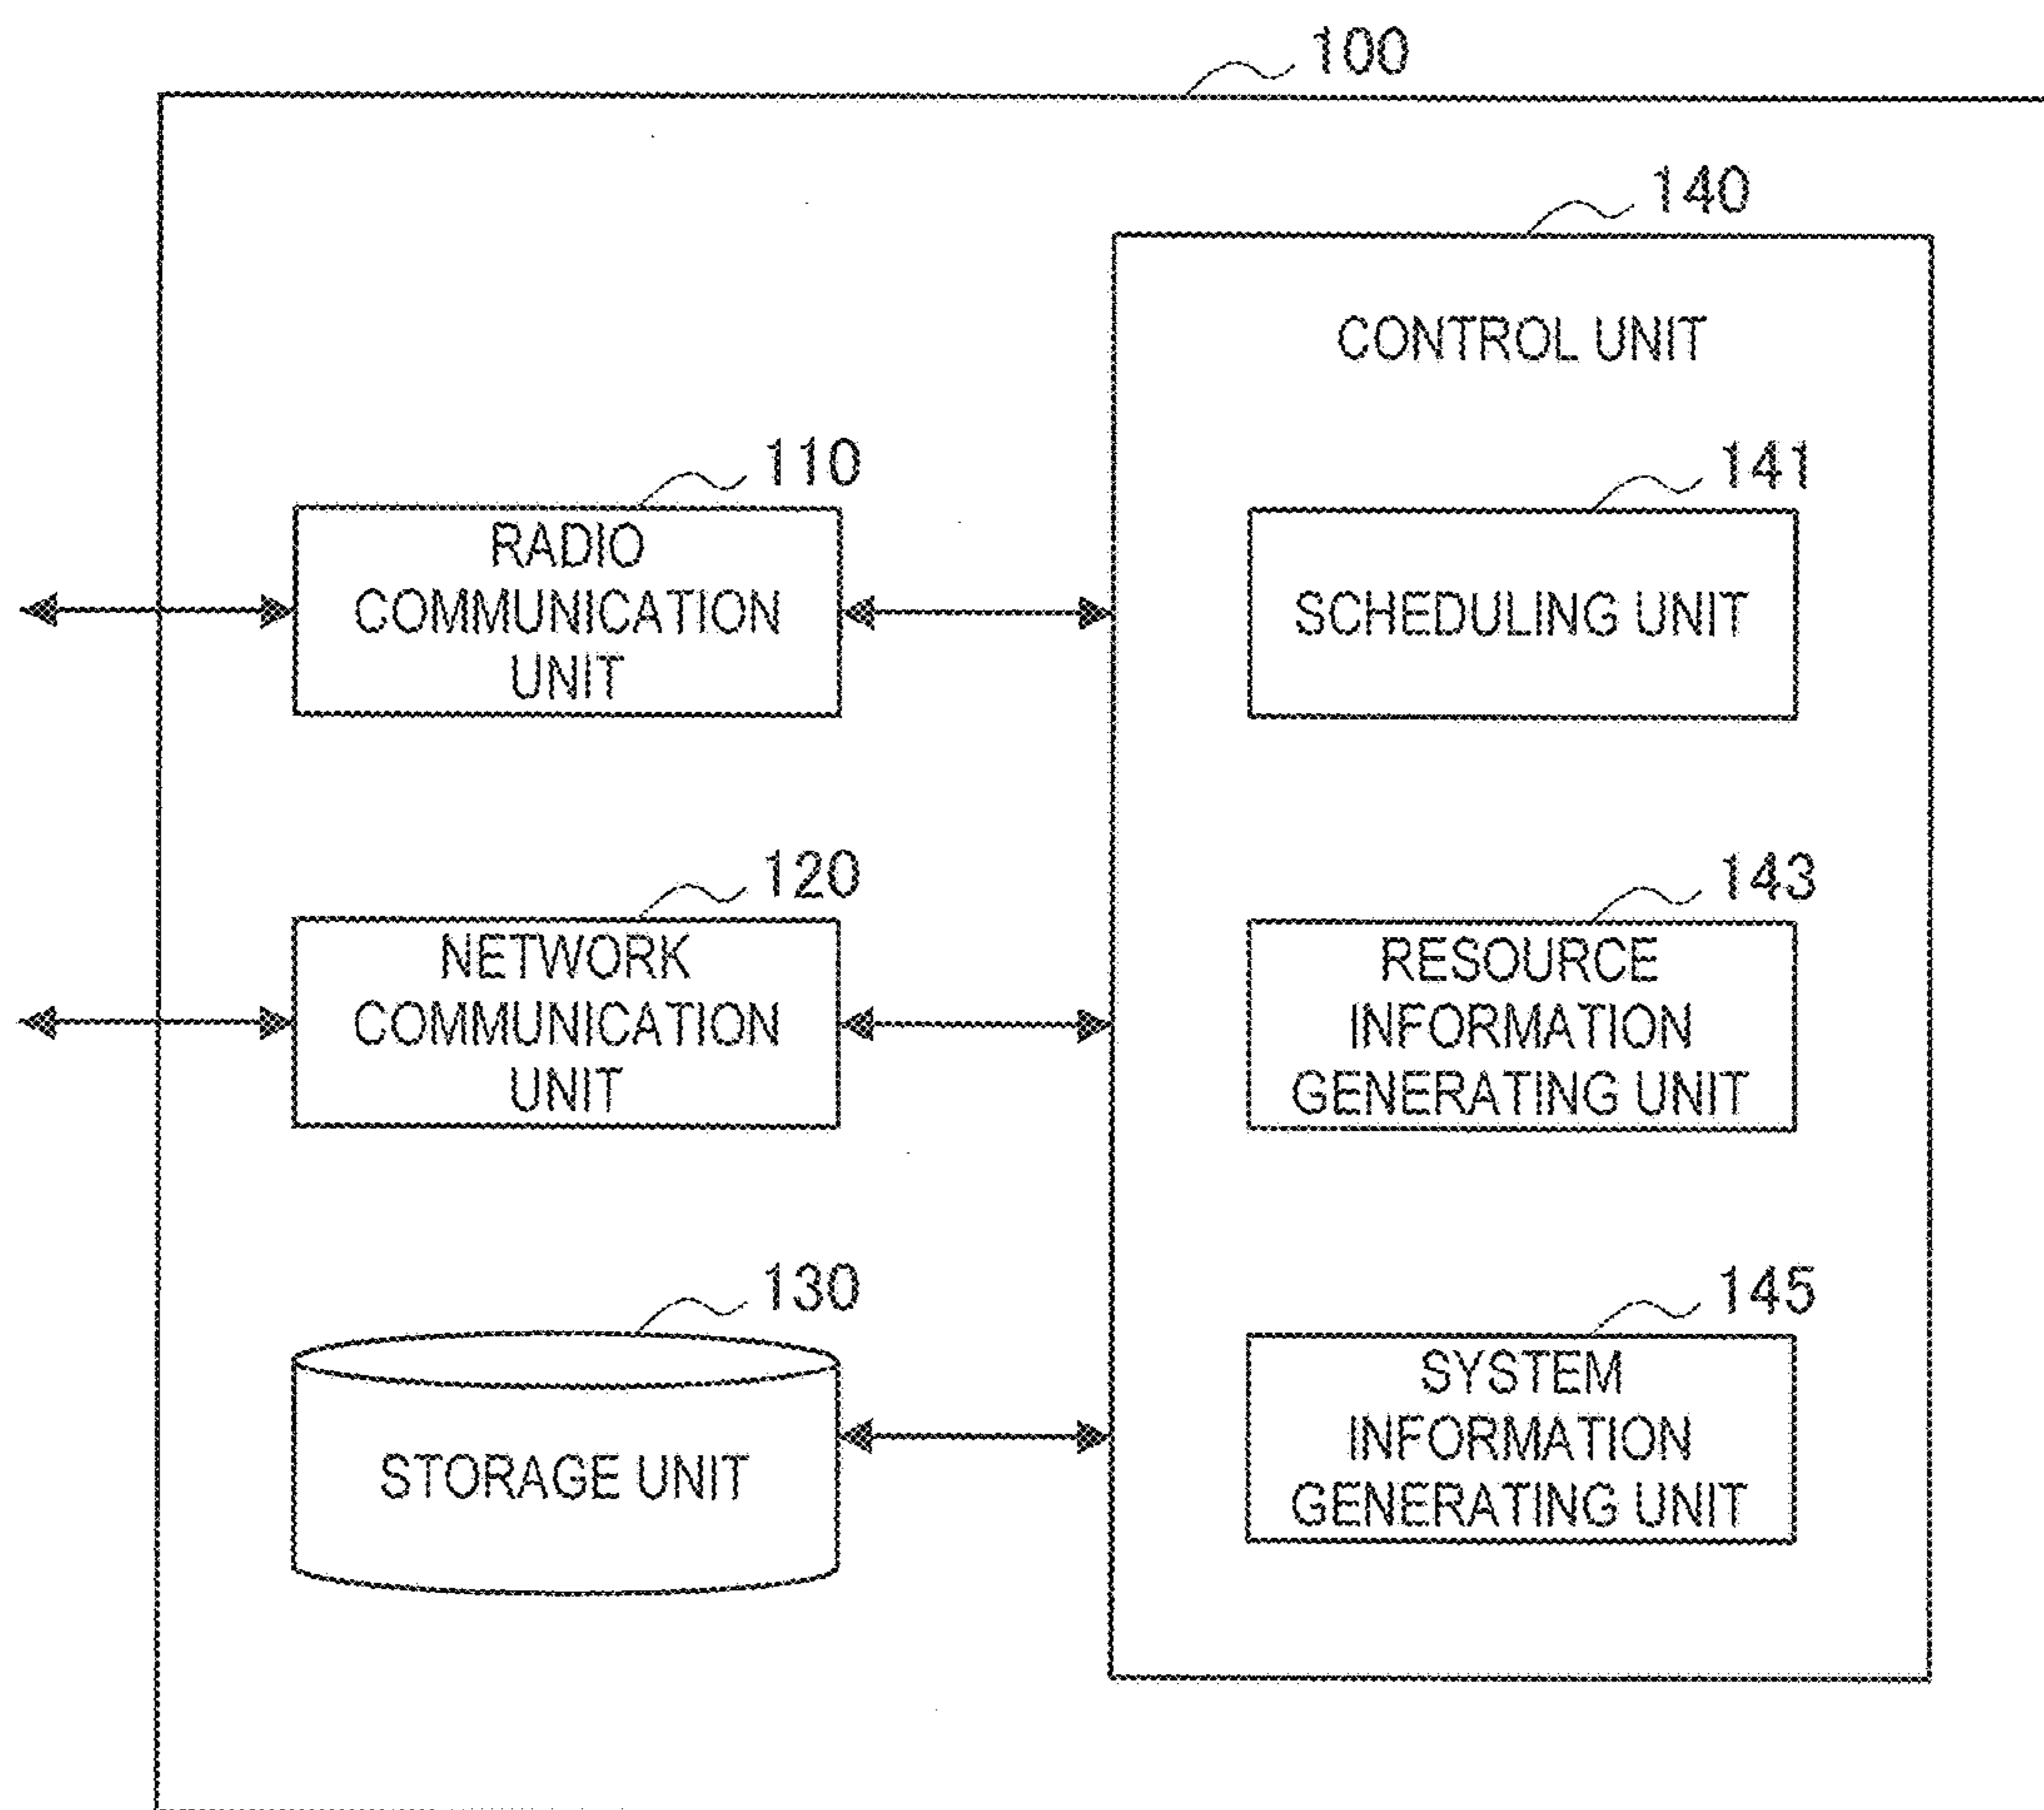 100
140
CONTROL UNIT
110
RADIO
COMMUNICATION
UNIT
141
SCHEDULING UNIT
120
NETWORK
COMMUNICATION
UNIT
143
RESOURCE
INFORMATION
GENERATING UNIT
130
STORAGE UNIT
145
SYSTEM
INFORMATION
GENERATING UNIT